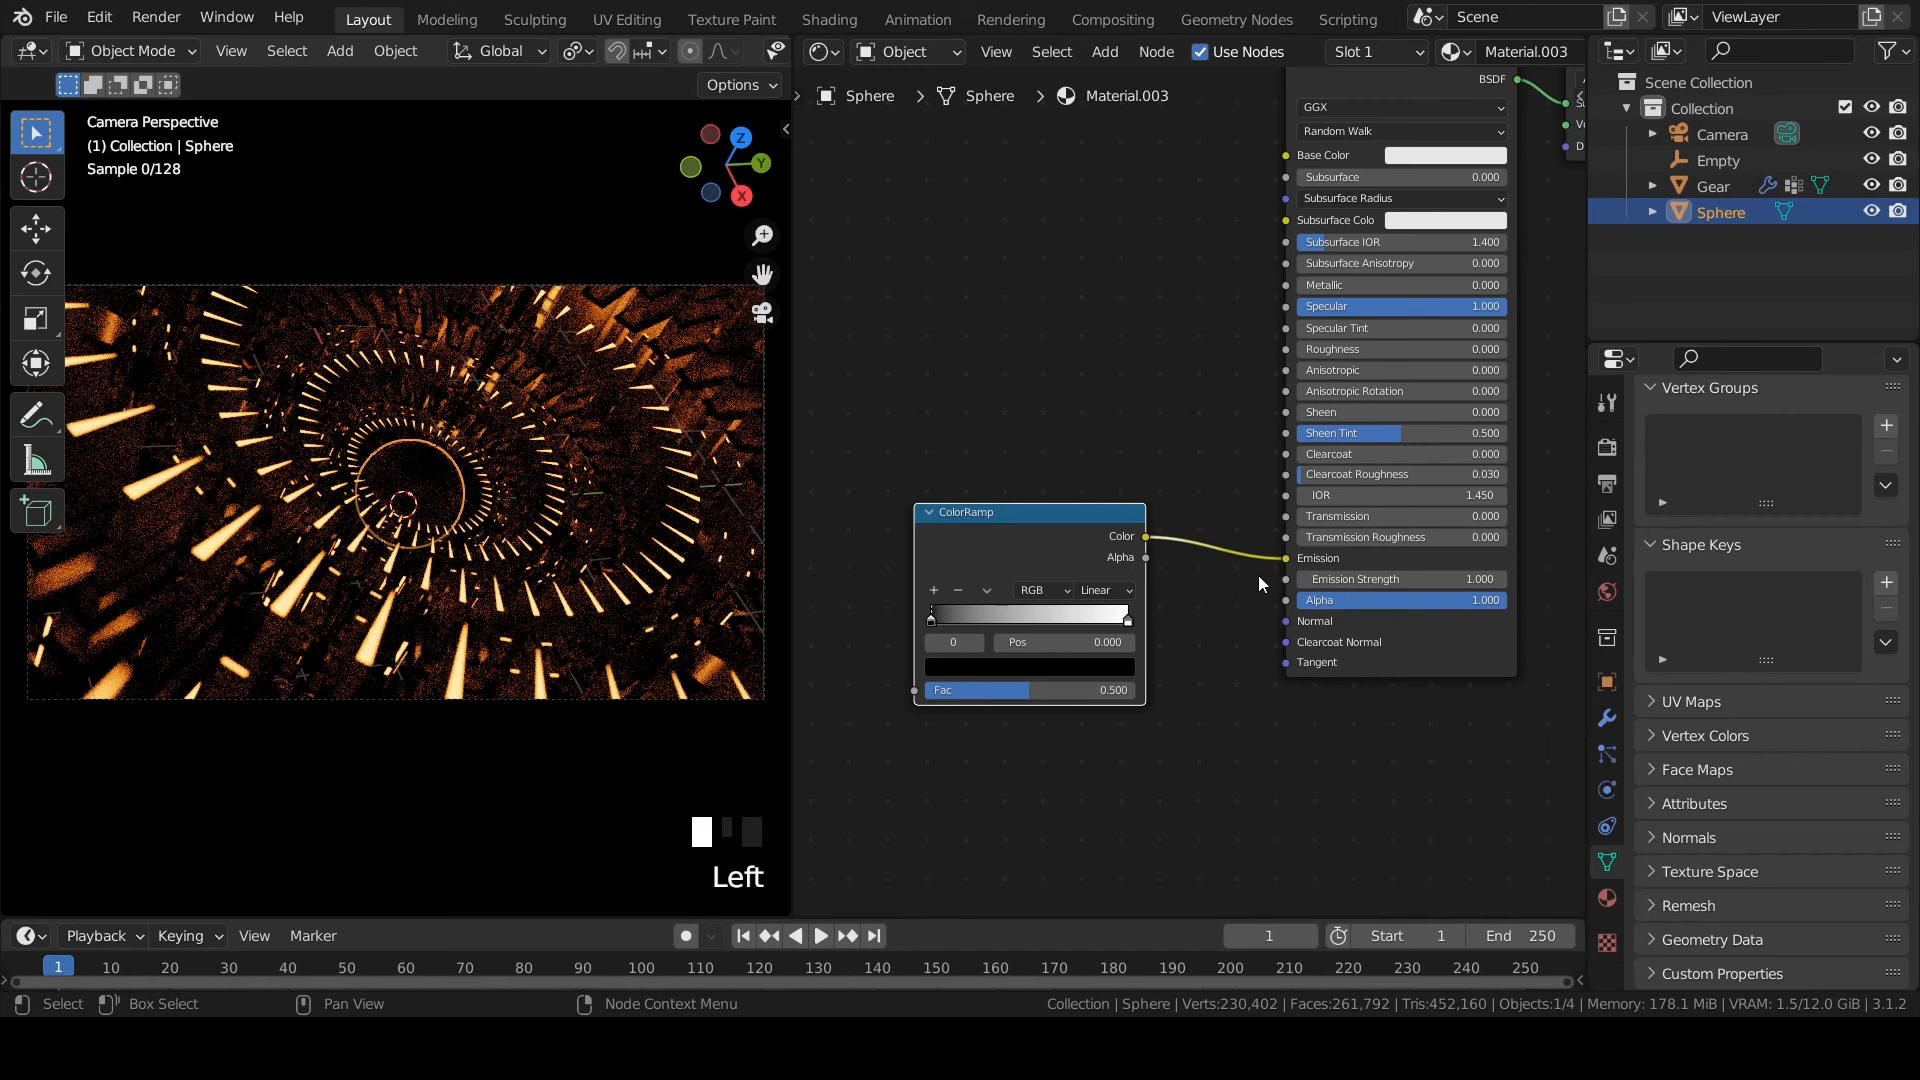 File Edit Render Window Help Layout Modeling Sculpting UV Editing Texture Paint Shading Animation Rendering Compositing Geometry Nodes Scripting Scene ViewLayer
Object Mode View Select Add Object Global Object View Select Add Node Use Nodes Slot 1 Material.003
Options
Camera Perspective
(1) Collection | Sphere
Sample 0/128
Z
Y
X
Sphere Sphere Material.003
BSDF
GGX
Random Walk
Base Color
Subsurface 0.000
Subsurface Radius
Subsurface Colo
Subsurface IOR 1.400
Subsurface Anisotropy 0.000
Metallic 0.000
Specular 1.000
Specular Tint 0.000
Roughness 0.000
Anisotropic 0.000
Anisotropic Rotation 0.000
Sheen 0.000
Sheen Tint 0.500
Clearcoat 0.000
Clearcoat Roughness 0.030
IOR 1.450
Transmission 0.000
Transmission Roughness 0.000
Emission
Emission Strength 1.000
Alpha 1.000
Normal
Clearcoat Normal
Tangent
ColorRamp
Color
Alpha
RGB Linear
0 Pos 0.000
Fac 0.500
Scene Collection
Collection
Camera
Empty
Gear
Sphere
Vertex Groups
Shape Keys
UV Maps
Vertex Colors
Face Maps
Attributes
Normals
Texture Space
Remesh
Geometry Data
Custom Properties
Left
Playback Keying View Marker 1 Start 1 End 250
1 10 20 30 40 50 60 70 80 90 100 110 120 130 140 150 160 170 180 190 200 210 220 230 240 250
Select Box Select Pan View Node Context Menu Collection | Sphere | Verts:230,402 | Faces:261,792 | Tris:452,160 | Objects:1/4 | Memory: 178.1 MiB | VRAM: 1.5/12.0 GiB | 3.1.2